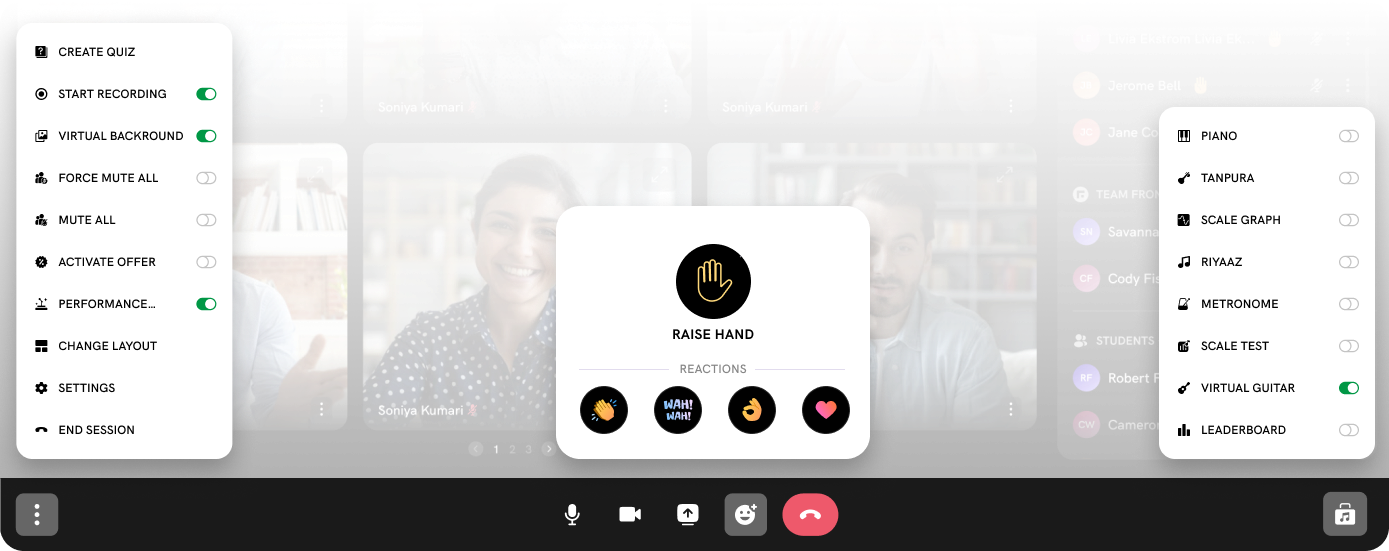 CREATE QUIZ
START RECORDING
VIRTUAL BACKROUND
FORCE MUTE ALL
MUTE ALL
ACTIVATE OFFER
PERFORMANCE...
CHANGE LAYOUT
SETTINGS
END SESSION
Soniya Kumari
Soniya Kumari
Soniya Kumari
1 2 3
RAISE HAND
REACTIONS
WAH!
WAH!
Jerome Bell
JC Jane Co
TEAM FROM
SN Savanna
CF Cody Fis
STUDENTS
RF Robert F
CW Cameron
PIANO
TANPURA
SCALE GRAPH
RIYAAZ
METRONOME
SCALE TEST
VIRTUAL GUITAR
LEADERBOARD